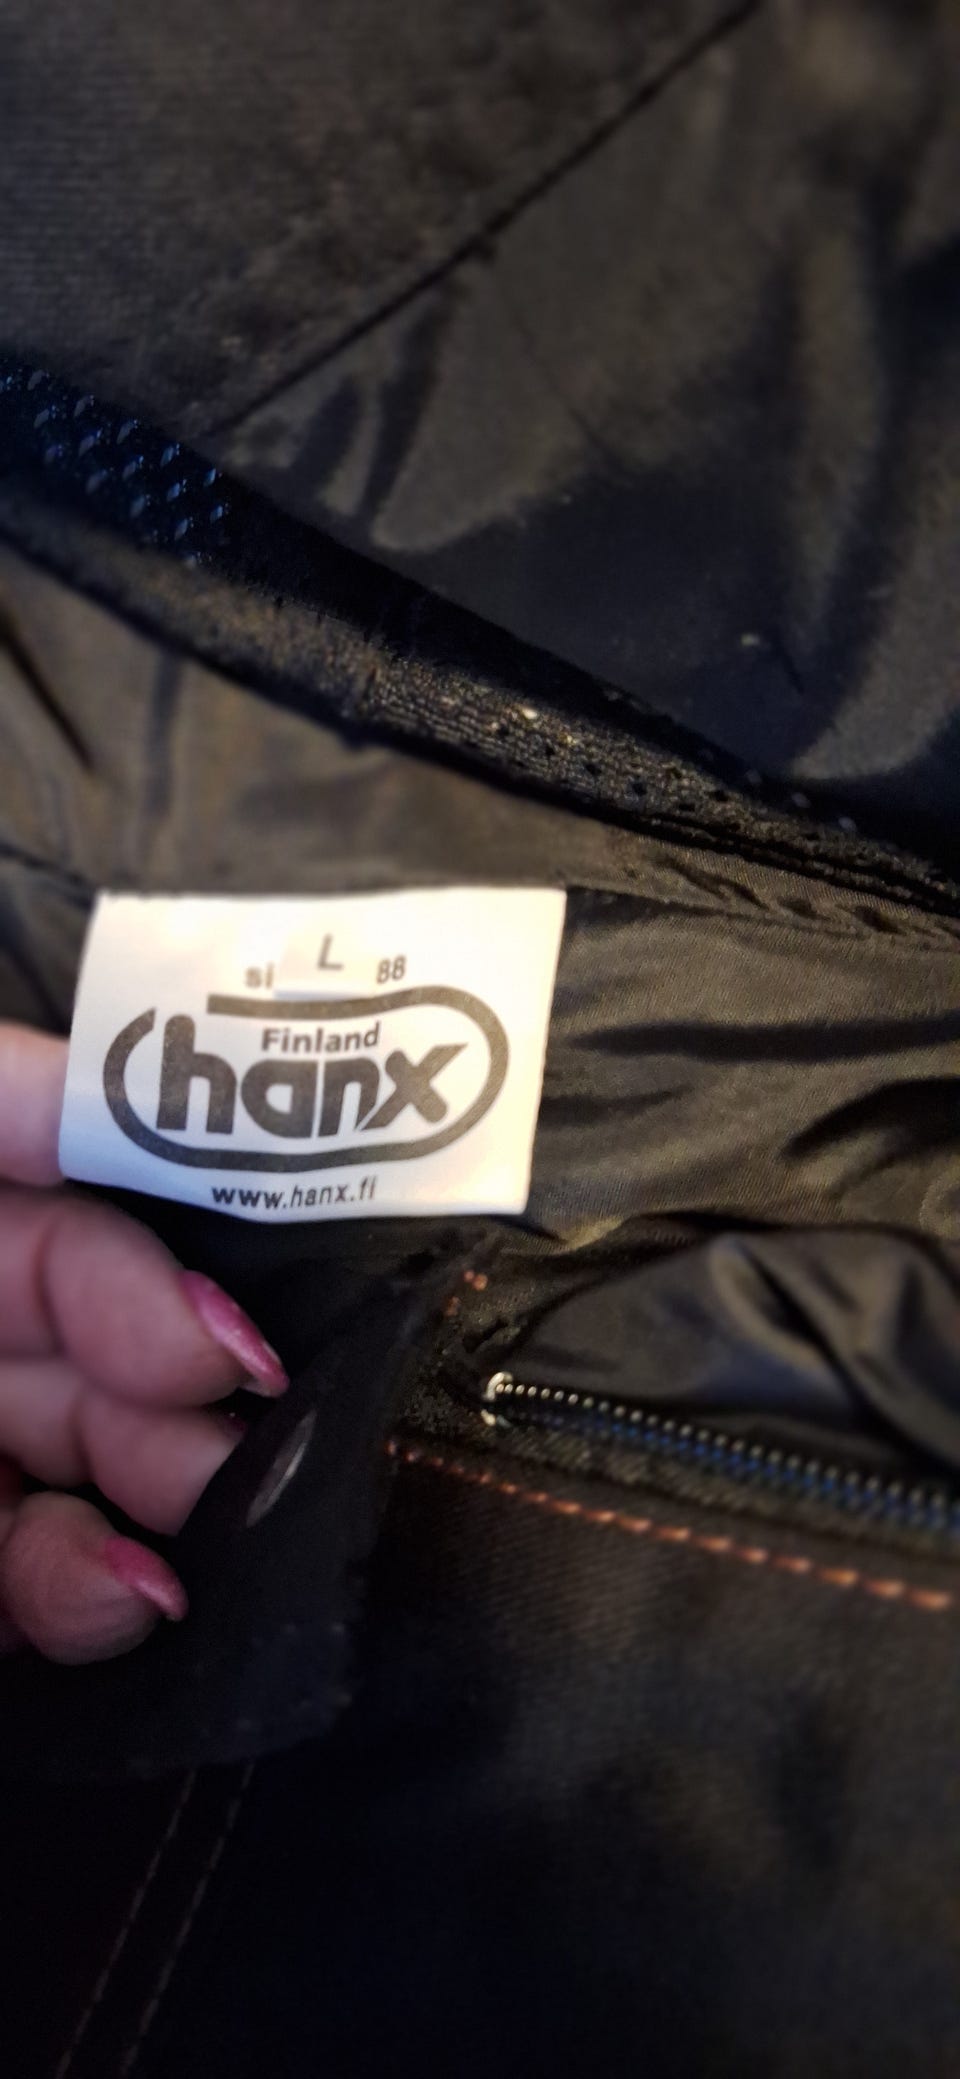 L
si 88
Finland
hanx
www.hanx.fi